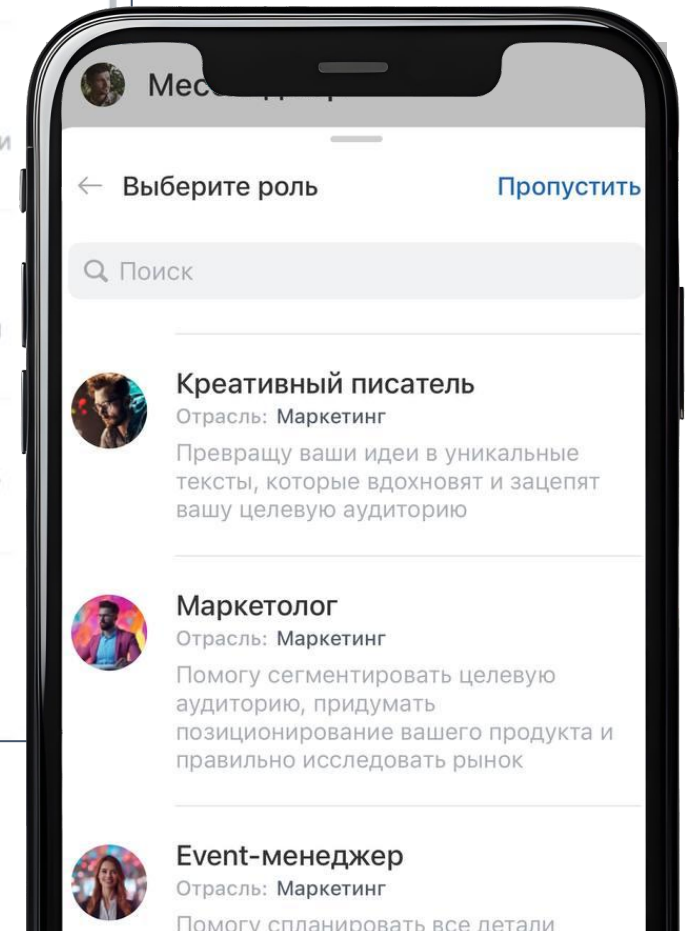 Выберите роль
Пропустить
Поиск
Креативный писатель
Отрасль: Маркетинг
Превращу ваши идеи в уникальные
тексты, которые вдохновят и зацепят
вашу целевую аудиторию
Маркетолог
Отрасль: Маркетинг
Помогу сегментировать целевую
аудиторию, придумать
позиционирование вашего продукта и
правильно исследовать рынок
Event-менеджер
Отрасль: Маркетинг
Помогу спланировать все детали